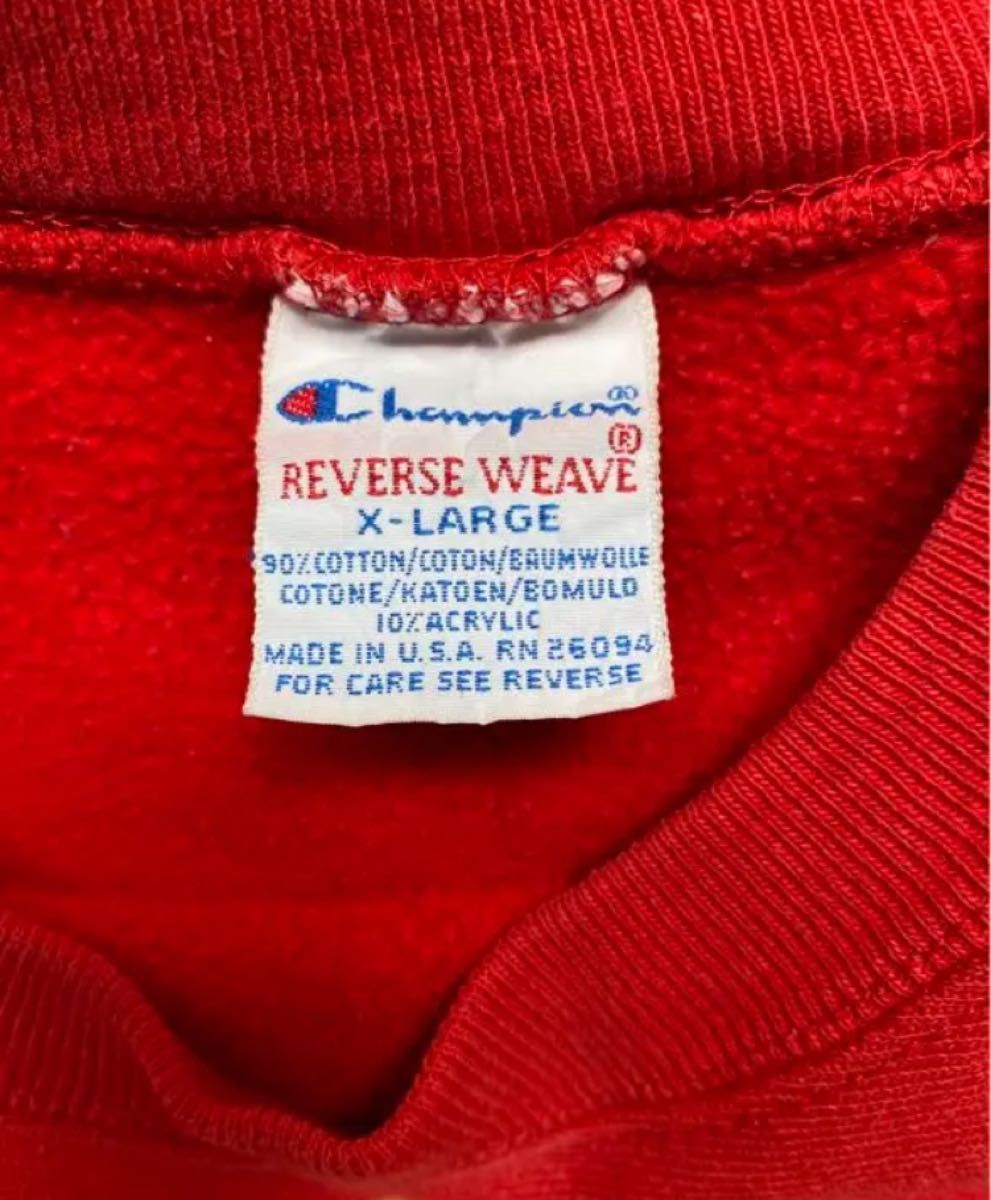 Champion®
®
REVERSE WEAVE
X-LARGE
90%COTTON/COTON/BAUMWOLLE
COTONE/KATOEN/BOMULD
10%ACRYLIC
MADE IN U.S.A. RN 26094
FOR CARE SEE REVERSE